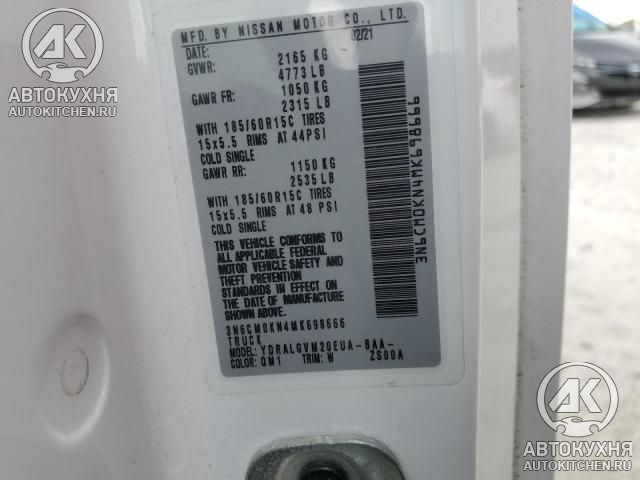 MFD. BY NISSAN MOTOR CO., LTD.
DATE: 02/21
GVWR: 2165 KG
4773 LB
GAWR FR: 1050 KG
2315 LB
WITH 185/60R15C TIRES
15x5.5 RIMS AT 44PSI
COLD SINGLE
GAWR RR: 1150 KG
2535 LB
WITH 185/60R15C TIRES
15x5.5 RIMS AT 48 PSI
COLD SINGLE
THIS VEHICLE CONFORMS TO
ALL APPLICABLE FEDERAL
MOTOR VEHICLE SAFETY AND
THEFT PREVENTION
STANDARDS IN EFFECT ON
THE DATE OF MANUFACTURE
SHOWN ABOVE.
3N6CM0KN4MK698666
TRUCK
MODEL: YDRALGVM20EUA-BAA-
COLOR: QM1 TRIM: W ZS00A
3N6CM0KN4MK698666
АВТОКУХНЯ
AUTOKITCHEN.RU
АВТОКУХНЯ
AUTOKITCHEN.RU